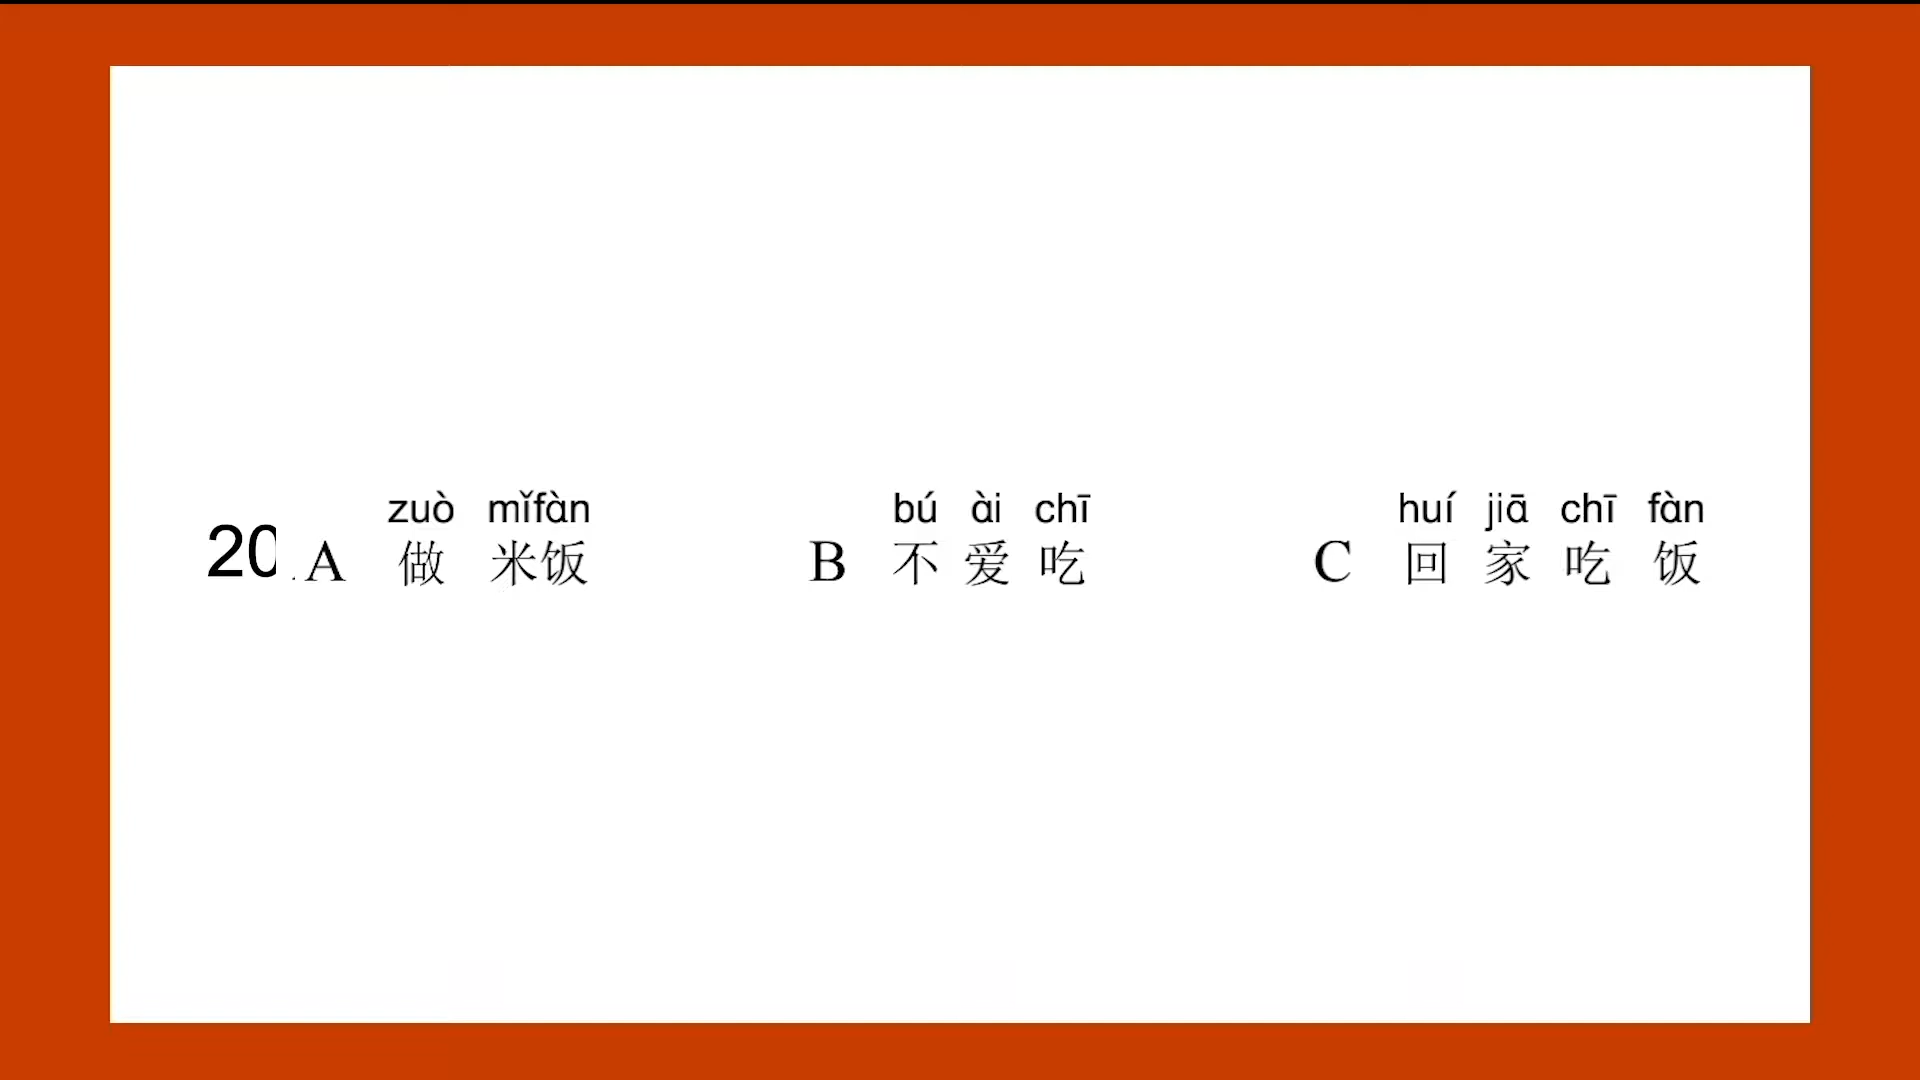 zuò mǐfàn bú ài chī huí jiā chī fàn
20. A 做 米饭 B 不 爱 吃 C 回 家 吃 饭